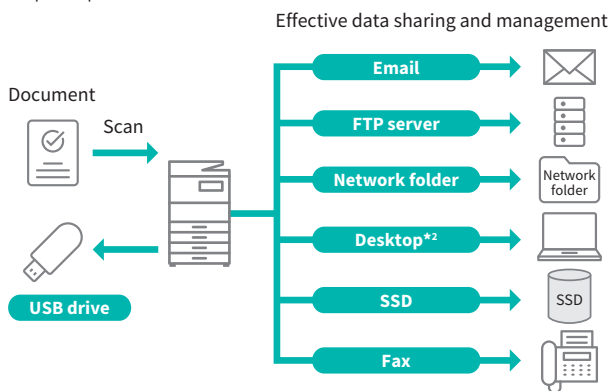 Effective data sharing and management
Document
Scan
USB drive
Email
FTP server
Network folder
Network
folder
Desktop*2
SSD
SSD
Fax